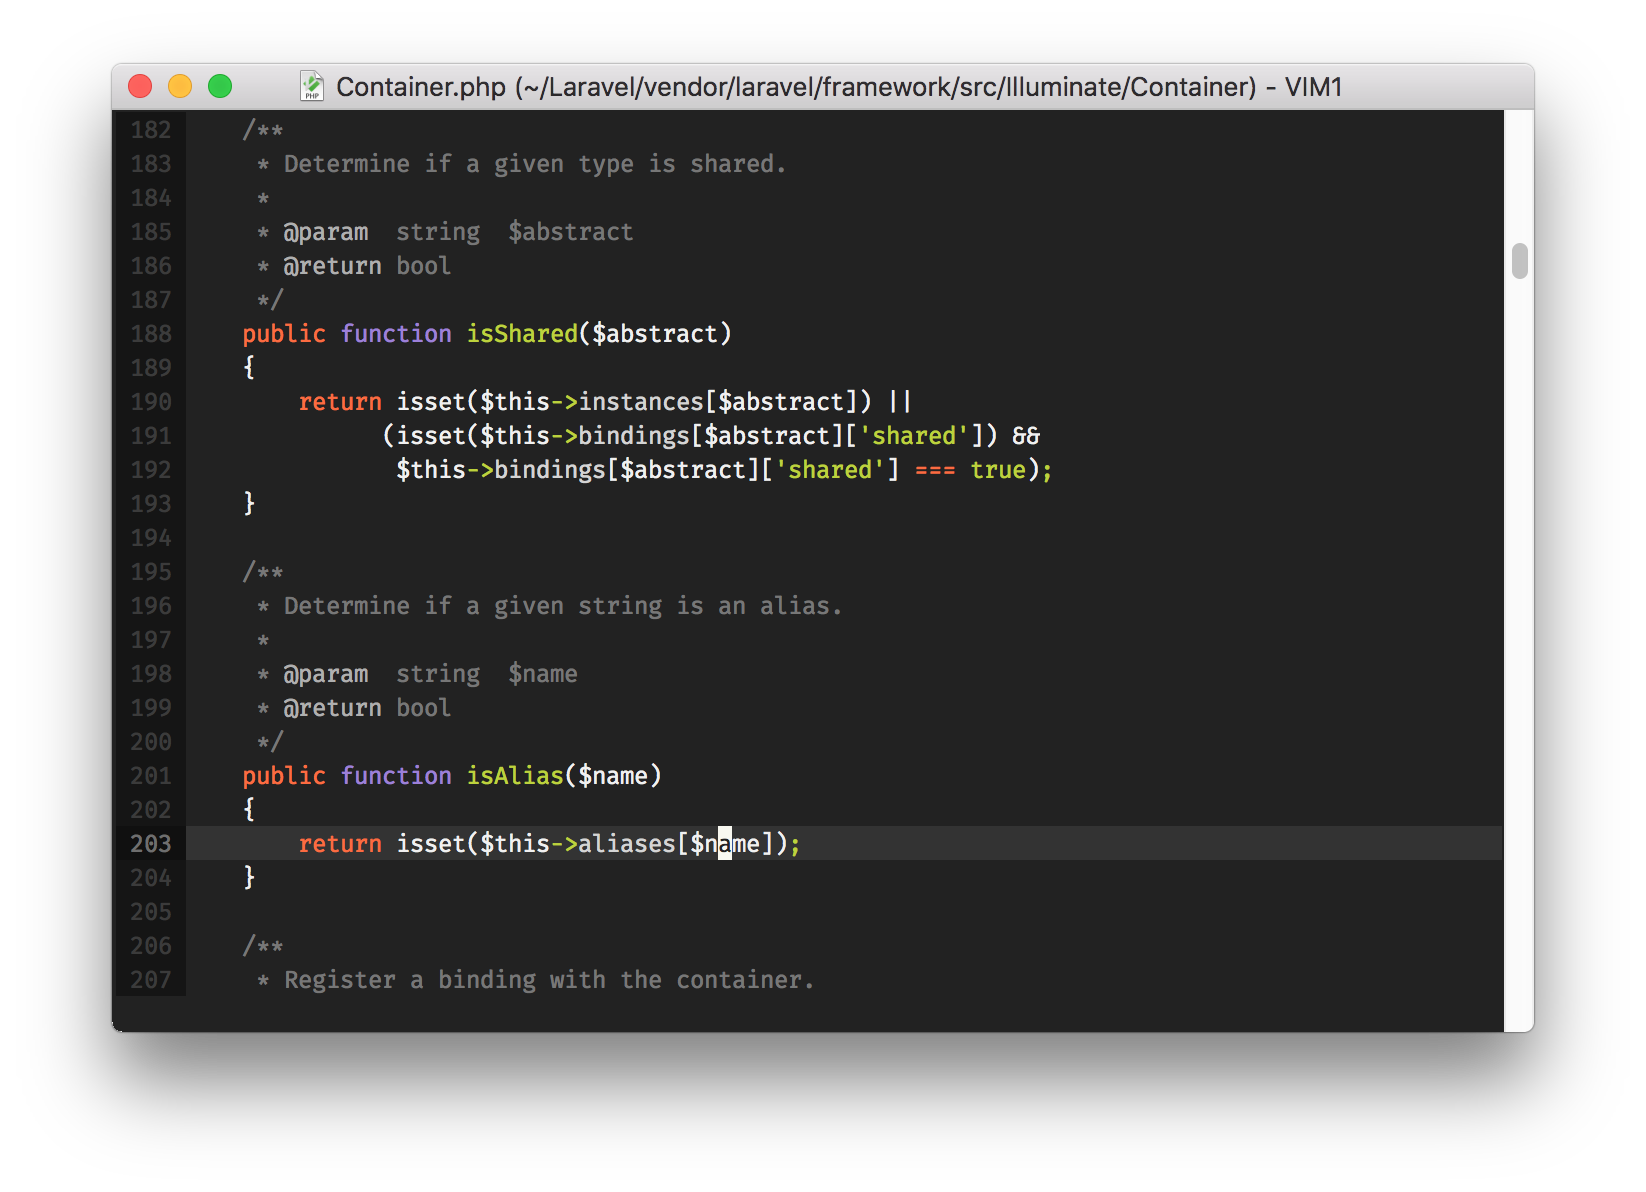 Container.php (~/Laravel/vendor/laravel/framework/src/Illuminate/Container) - VIM1
182     /**
183      * Determine if a given type is shared.
184      *
185      * @param  string  $abstract
186      * @return bool
187      */
188     public function isShared($abstract)
189     {
190         return isset($this->instances[$abstract]) ||
191               (isset($this->bindings[$abstract]['shared']) &&
192                $this->bindings[$abstract]['shared'] === true);
193     }
194
195     /**
196      * Determine if a given string is an alias.
197      *
198      * @param  string  $name
199      * @return bool
200      */
201     public function isAlias($name)
202     {
203         return isset($this->aliases[$name]);
204     }
205
206     /**
207      * Register a binding with the container.